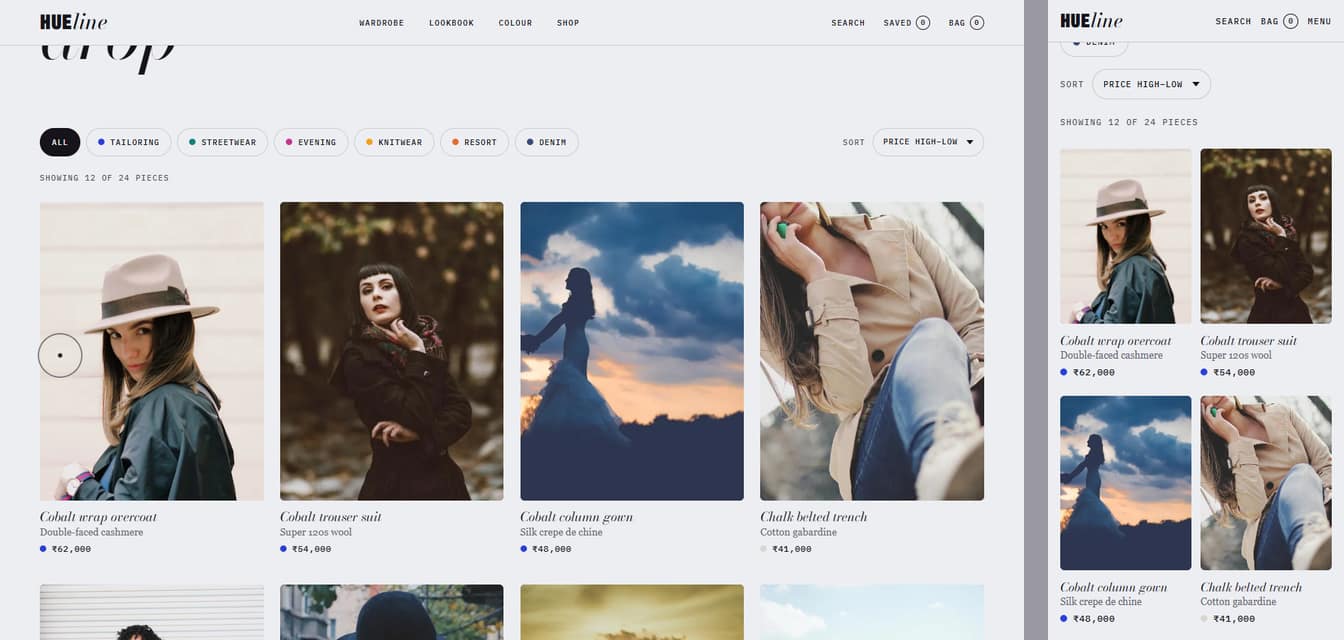 HUEline
WARDROBE LOOKBOOK COLOUR SHOP
SEARCH SAVED 0 BAG 0
drop
ALL TAILORING STREETWEAR EVENING KNITWEAR RESORT DENIM
SORT PRICE HIGH–LOW
SHOWING 12 OF 24 PIECES
Cobalt wrap overcoat
Double-faced cashmere
₹62,000
Cobalt trouser suit
Super 120s wool
₹54,000
Cobalt column gown
Silk crepe de chine
₹48,000
Chalk belted trench
Cotton gabardine
₹41,000
HUEline
SEARCH BAG 0 MENU
DENIM
SORT PRICE HIGH–LOW
SHOWING 12 OF 24 PIECES
Cobalt wrap overcoat
Double-faced cashmere
₹62,000
Cobalt trouser suit
Super 120s wool
₹54,000
Cobalt column gown
Silk crepe de chine
₹48,000
Chalk belted trench
Cotton gabardine
₹41,000